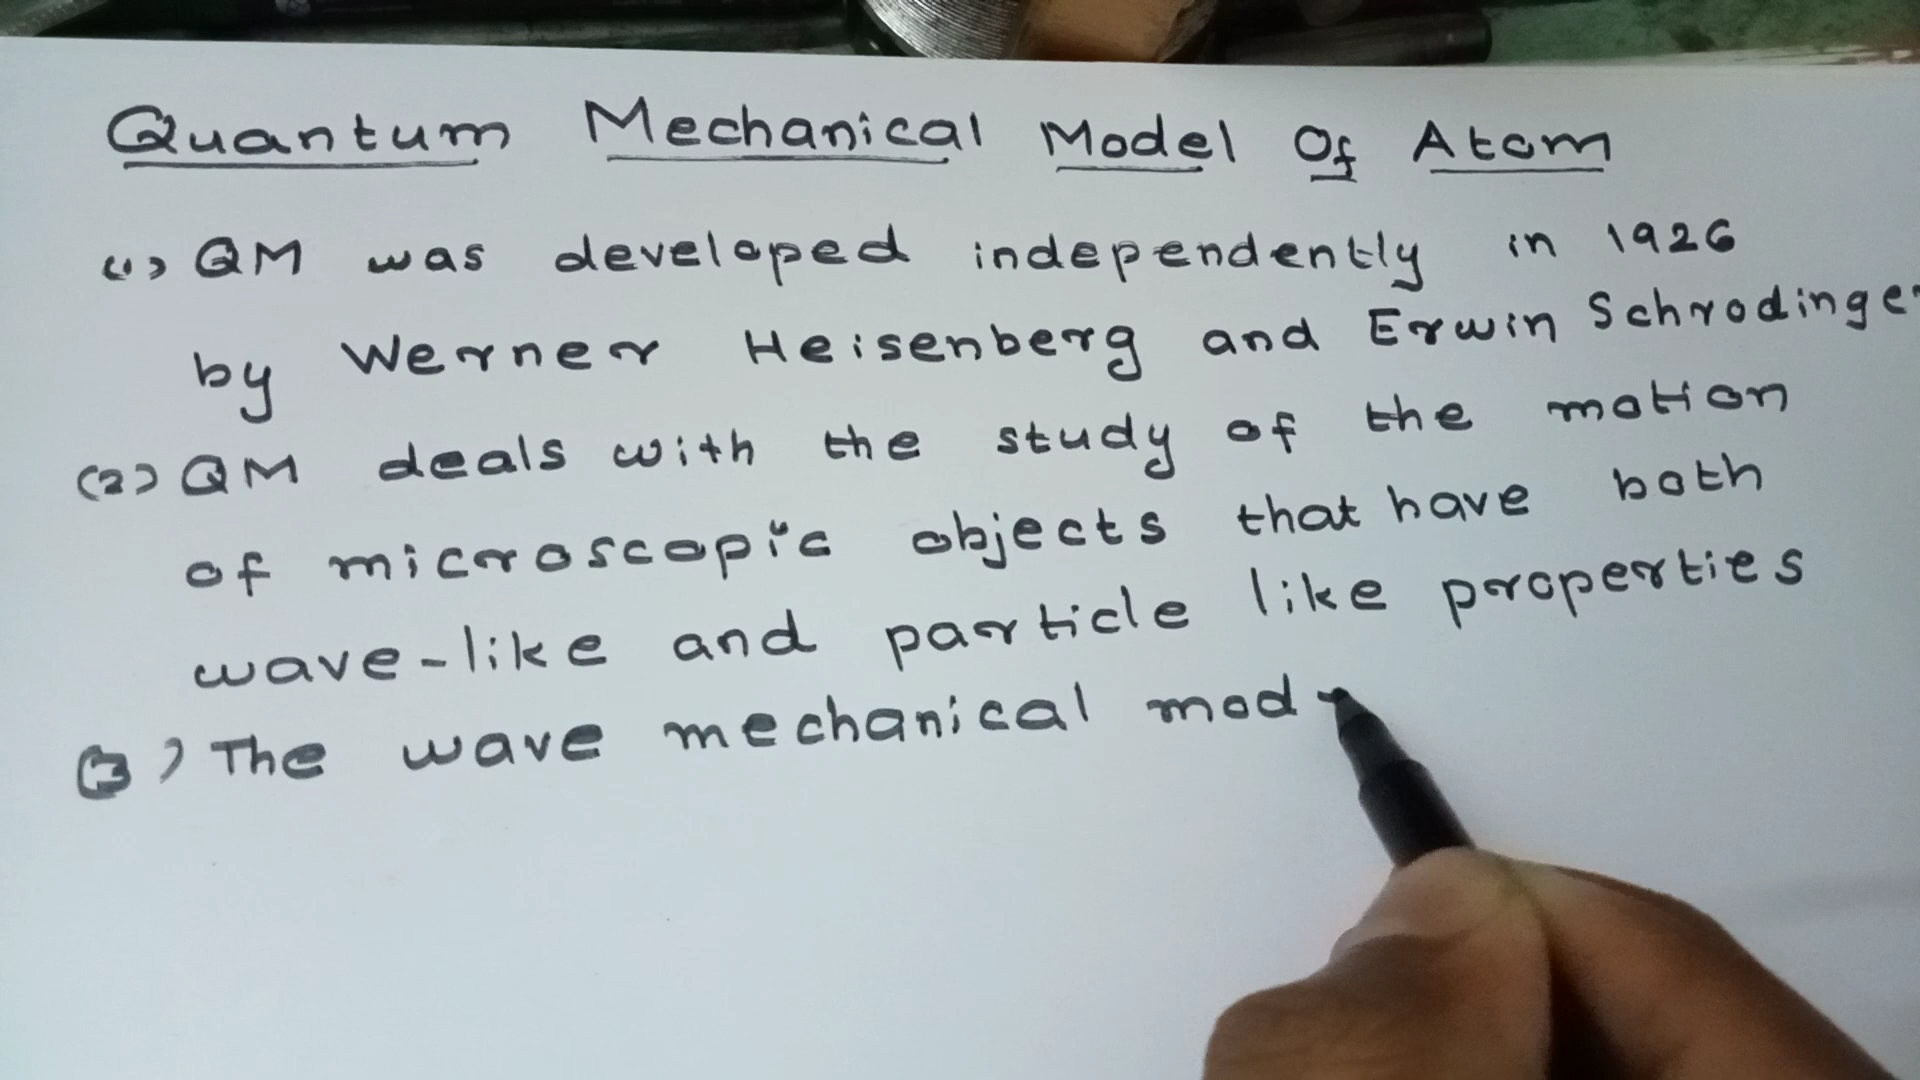 Quantum Mechanical Model Of Atom
(1) QM was developed independently in 1926
by Werner Heisenberg and Erwin Schrodinger
(2) QM deals with the study of the motion
of microscopic objects that have both
wave-like and particle like properties
(3) The wave mechanical mod